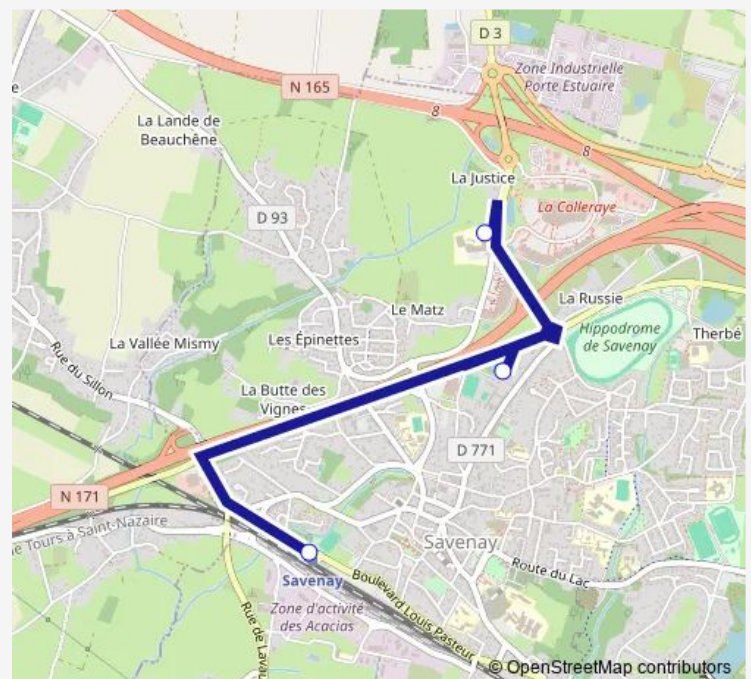 D 3
Zone Industrielle
Porte Estuaire
N 165
8
La Lande de
Beauchêne
8
La Justice
La Colleraye
D 93
La Russie
Le Matz
Hippodrome
de Savenay
Therbé
La Vallée Mismy
Les Épinettes
Rue du Sillon
La Butte des
Vignes
D 771
N 171
Tours à Saint-Nazaire
Savenay
Savenay
Route du Lac
Boulevard Louis Pasteur
Zone d'activité
des Acacias
Rue de Lavau
© OpenStreetMap contributors